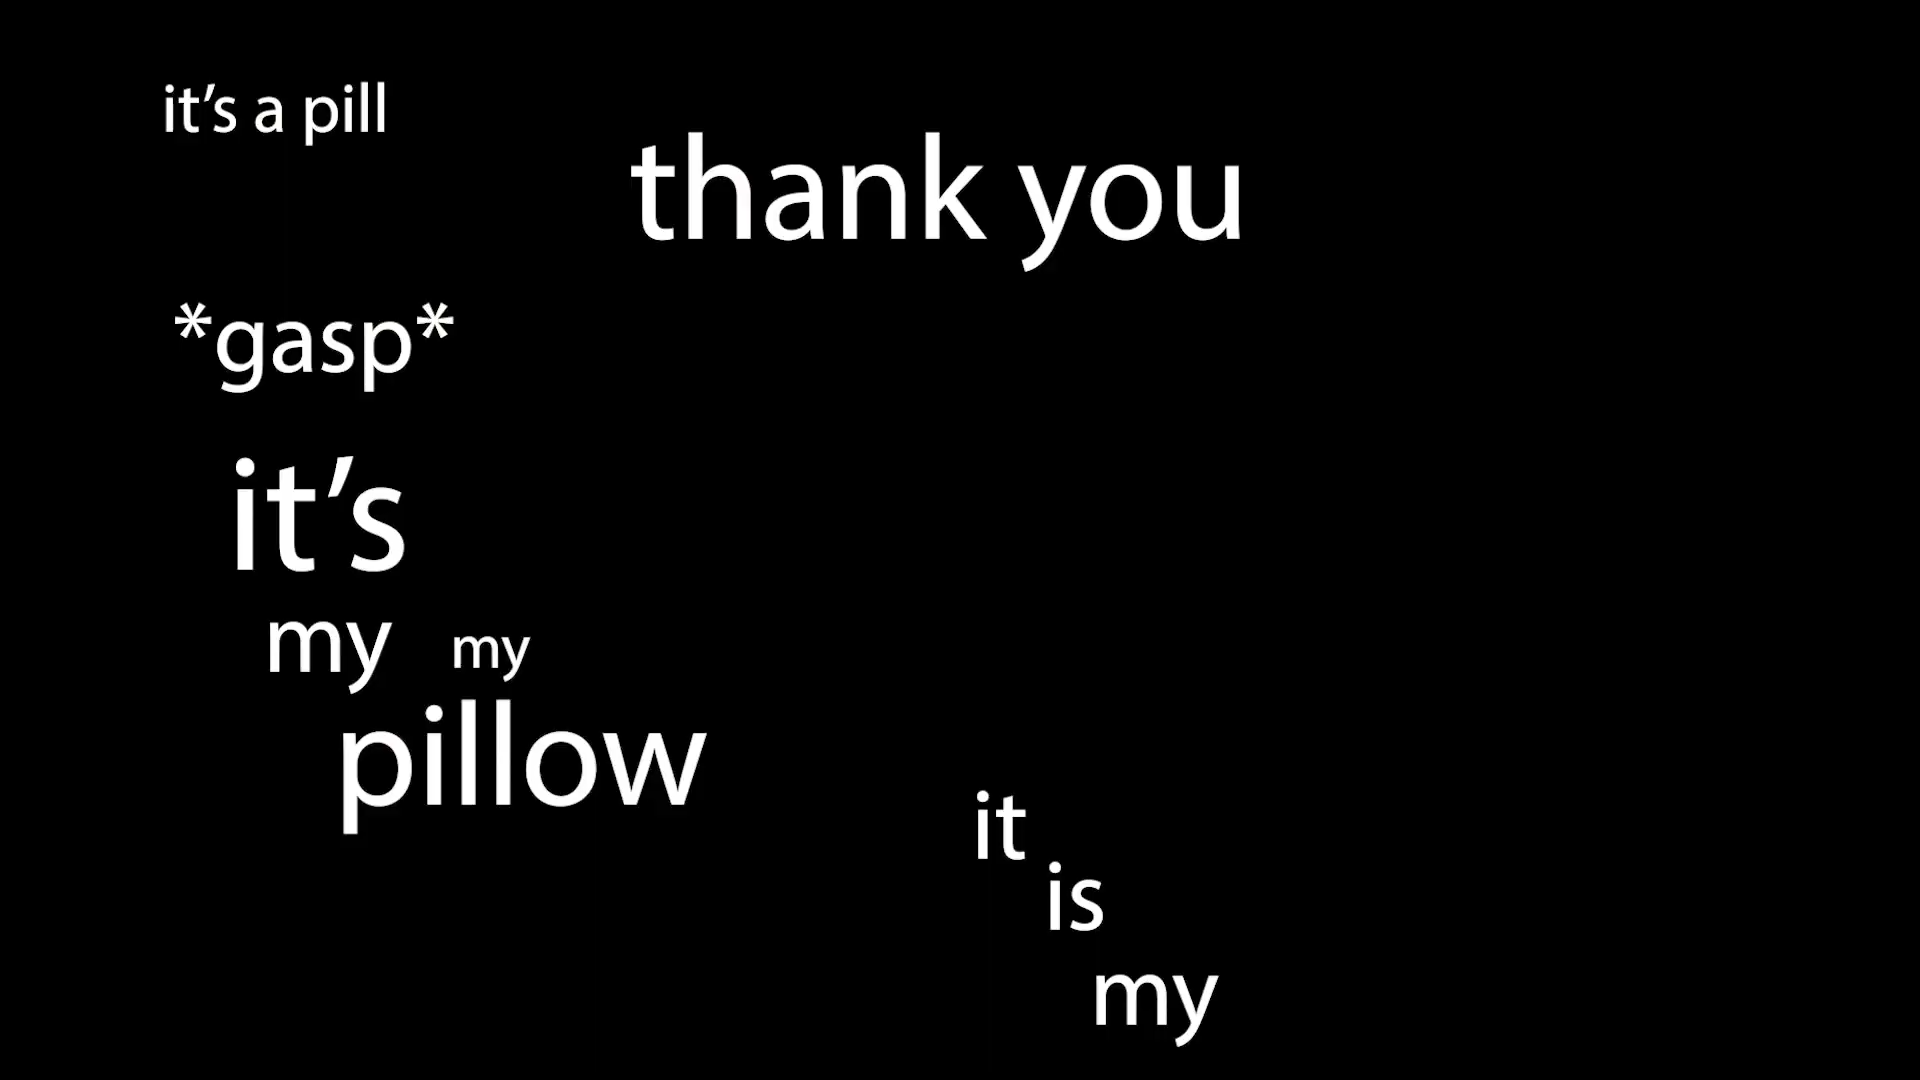 it’s a pill
thank you
*gasp*
it’s
my my
pillow
it
is
my